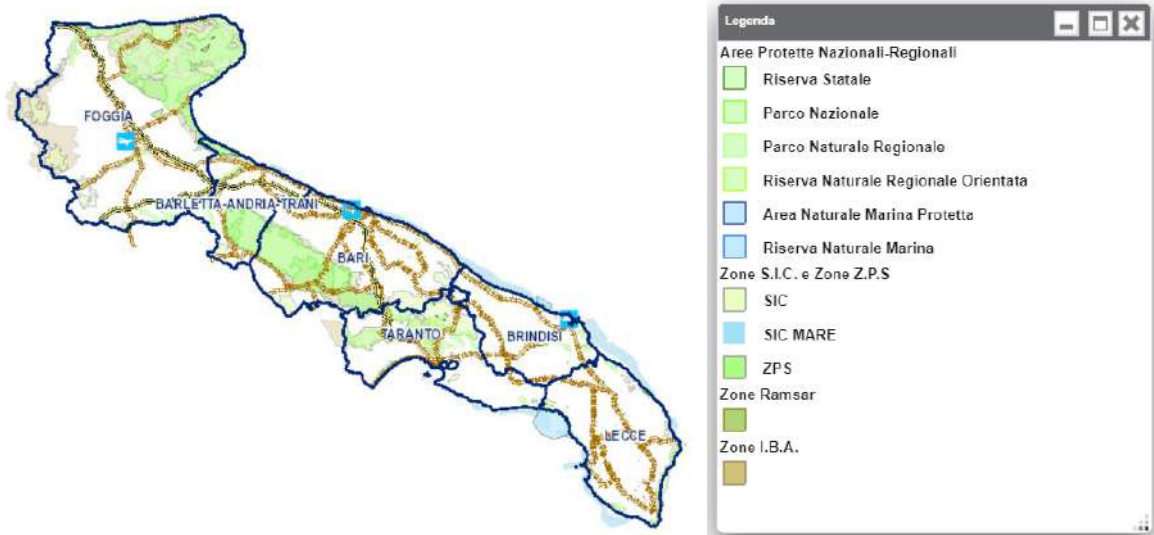 FOGGIA
BARLETTA-ANDRIA-TRANI
BARI
TARANTO
BRINDISI
LECCE
Legenda
Aree Protette Nazionali-Regionali
Riserva Statale
Parco Nazionale
Parco Naturale Regionale
Riserva Naturale Regionale Orientata
Area Naturale Marina Protetta
Riserva Naturale Marina
Zone S.I.C. e Zone Z.P.S
SIC
SIC MARE
ZPS
Zone Ramsar
Zone I.B.A.